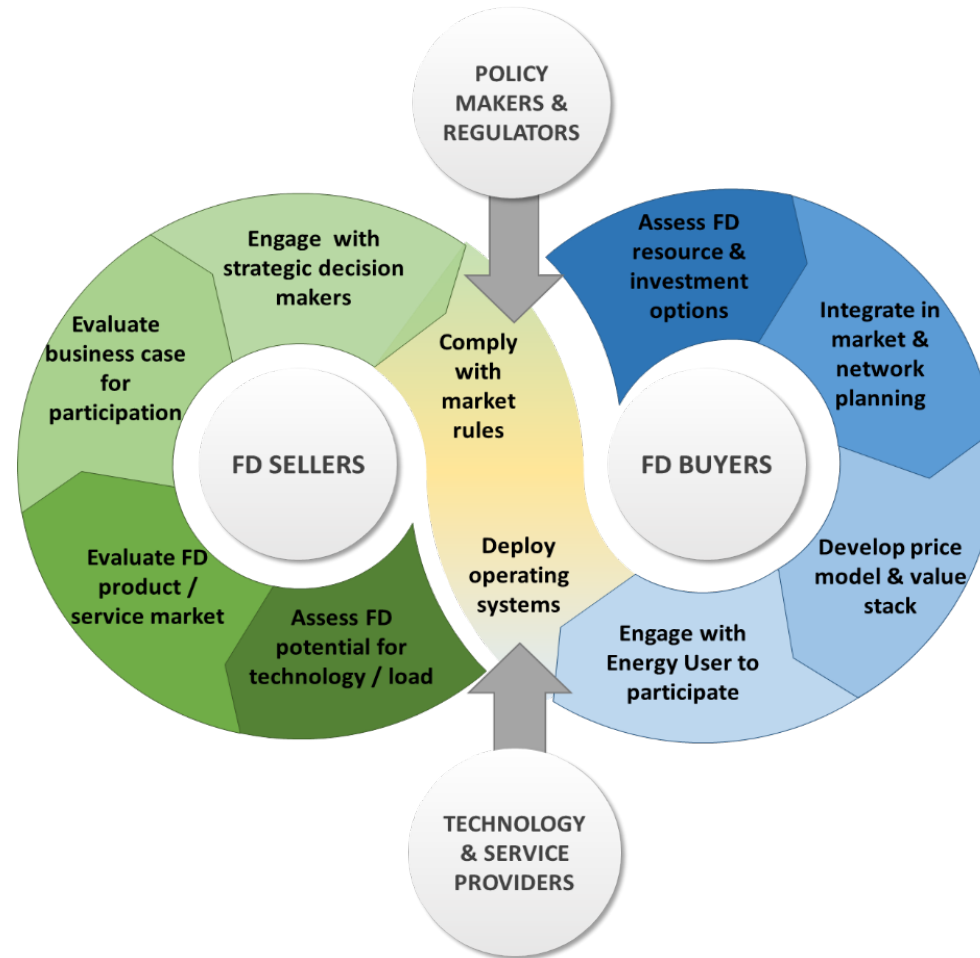 POLICY
MAKERS &
REGULATORS
Engage with
strategic decision
makers
Evaluate
business case
for
participation
FD SELLERS
Evaluate FD
product /
service market
Assess FD
potential for
technology / load
Comply
with
market
rules
Deploy
operating
systems
Assess FD
resource &
investment
options
Integrate in
market &
network
planning
FD BUYERS
Develop price
model & value
stack
Engage with
Energy User to
participate
TECHNOLOGY
& SERVICE
PROVIDERS